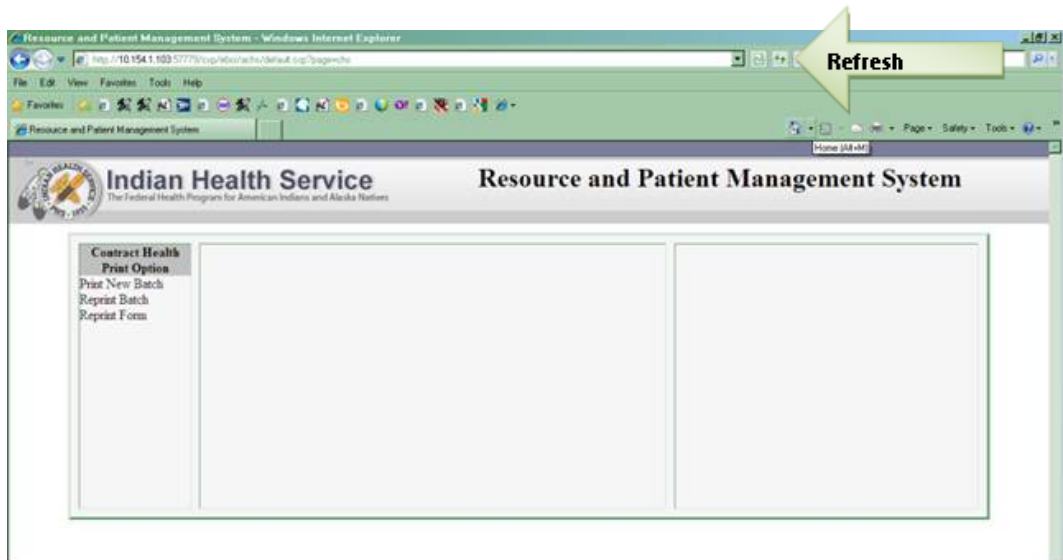 Resource and Patient Management System - Windows Internet Explorer
Refresh
File Edit View Favorites Tools Help
Favorites
Resource and Patient Management System
Page Safety Tools
Home (Alt+M)
Indian Health Service
The Federal Health Program for American Indians and Alaska Natives
Resource and Patient Management System
Contract Health
Print Option
Print New Batch
Reprint Batch
Reprint Form